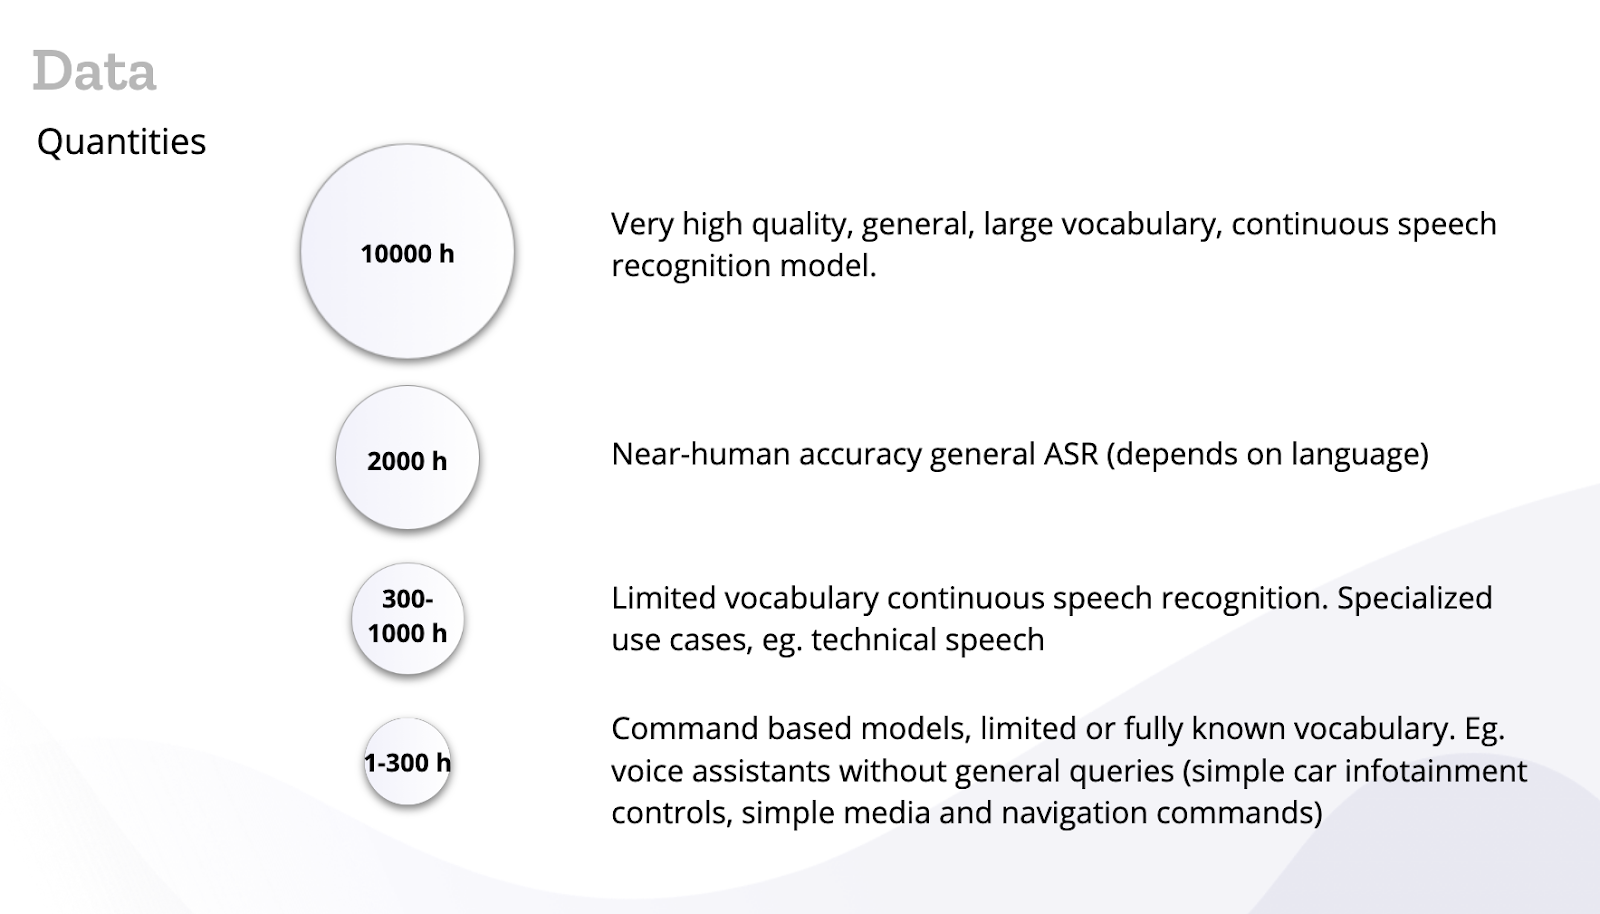 Data
Quantities
10000 h
Very high quality, general, large vocabulary, continuous speech
recognition model.
2000 h
Near-human accuracy general ASR (depends on language)
300-
1000 h
Limited vocabulary continuous speech recognition. Specialized
use cases, eg. technical speech
1-300 h
Command based models, limited or fully known vocabulary. Eg.
voice assistants without general queries (simple car infotainment
controls, simple media and navigation commands)